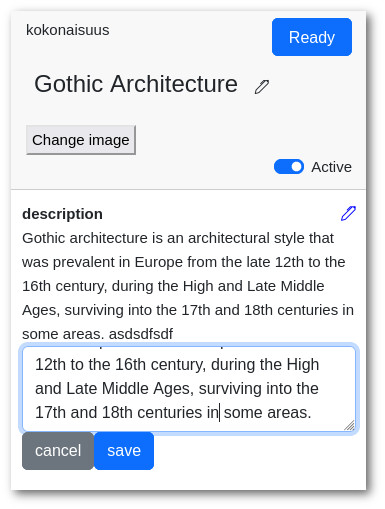 kokonaisuus
Ready
Gothic Architecture
Change image
Active
description
Gothic architecture is an architectural style that
was prevalent in Europe from the late 12th to the
16th century, during the High and Late Middle
Ages, surviving into the 17th and 18th centuries in
some areas. asdsdfsdf
12th to the 16th century, during the High
and Late Middle Ages, surviving into the
17th and 18th centuries in some areas.
cancel
save